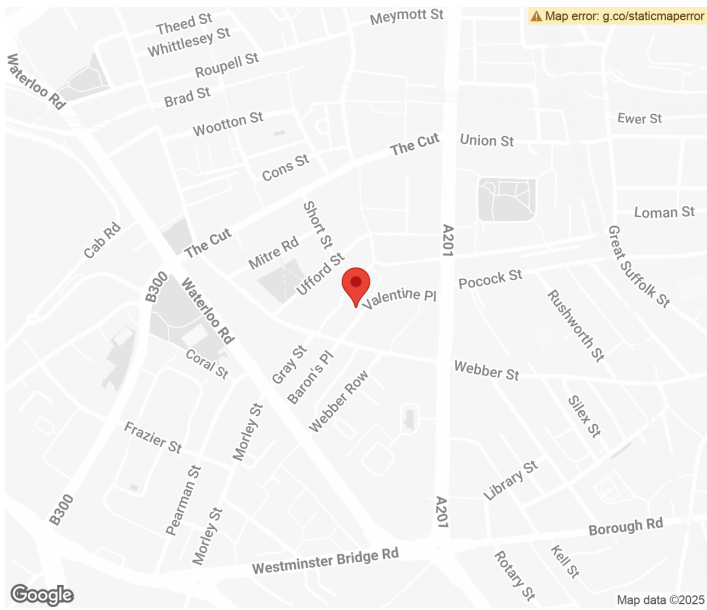 Theed St
Meymott St
Map error: g.co/staticmaperror
Whittlesey St
Waterloo Rd
Roupell St
Brad St
Wootton St
Ewer St
The Cut
Union St
Cons St
Short St
Loman St
Cab Rd
The Cut
Mitre Rd
A201
Great Suffolk St
Ufford St
B300
Pocock St
Valentine Pl
Waterloo Rd
Rushworth St
Coral St
Gray St
Baron's Pl
Webber St
Webber Row
Silex St
Morley St
Frazier St
Pearman St
Library St
B300
A201
Morley St
Borough Rd
Westminster Bridge Rd
Rotary St
Kell St
Google
Map data ©2025